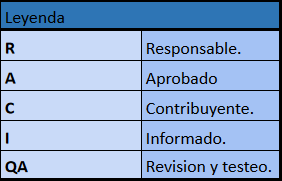 Leyenda
R Responsable.
A Aprobado
C Contribuyente.
I Informado.
QA Revision y testeo.